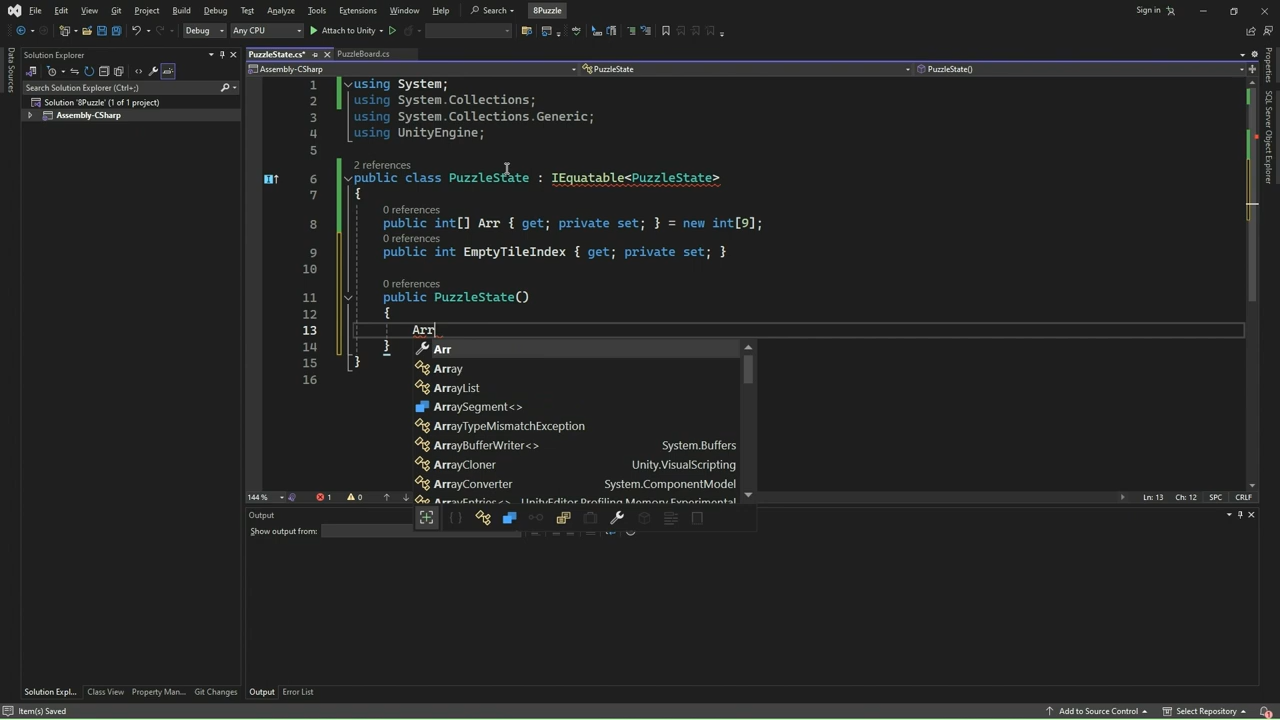 File Edit View Git Project Build Debug Test Analyze Tools Extensions Window Help Search 8Puzzle Sign in
Debug Any CPU Attach to Unity
Data Sources
Solution Explorer
Search Solution Explorer (Ctrl+;)
Solution '8Puzzle' (1 of 1 project)
Assembly-CSharp
Solution Expl... Class View Property Man... Git Changes
PuzzleState.cs* PuzzleBoard.cs
Assembly-CSharp PuzzleState PuzzleState()
1 using System;
2 using System.Collections;
3 using System.Collections.Generic;
4 using UnityEngine;
5
2 references
6 public class PuzzleState : IEquatable<PuzzleState>
7 {
0 references
8 public int[] Arr { get; private set; } = new int[9];
0 references
9 public int EmptyTileIndex { get; private set; }
10
0 references
11 public PuzzleState()
12 {
13 Arr
14 }
15 }
16
Arr
Array
ArrayList
ArraySegment<>
ArrayTypeMismatchException
ArrayBufferWriter<> System.Buffers
ArrayCloner Unity.VisualScripting
ArrayConverter System.ComponentModel
ArrayEntries<> UnityEditor.Profiling.Memory.Experimental
144 % 1 0 Ln: 13 Ch: 12 SPC CRLF
Output
Show output from:
Output Error List
SQL Server Object Explorer
Item(s) Saved Add to Source Control Select Repository 1